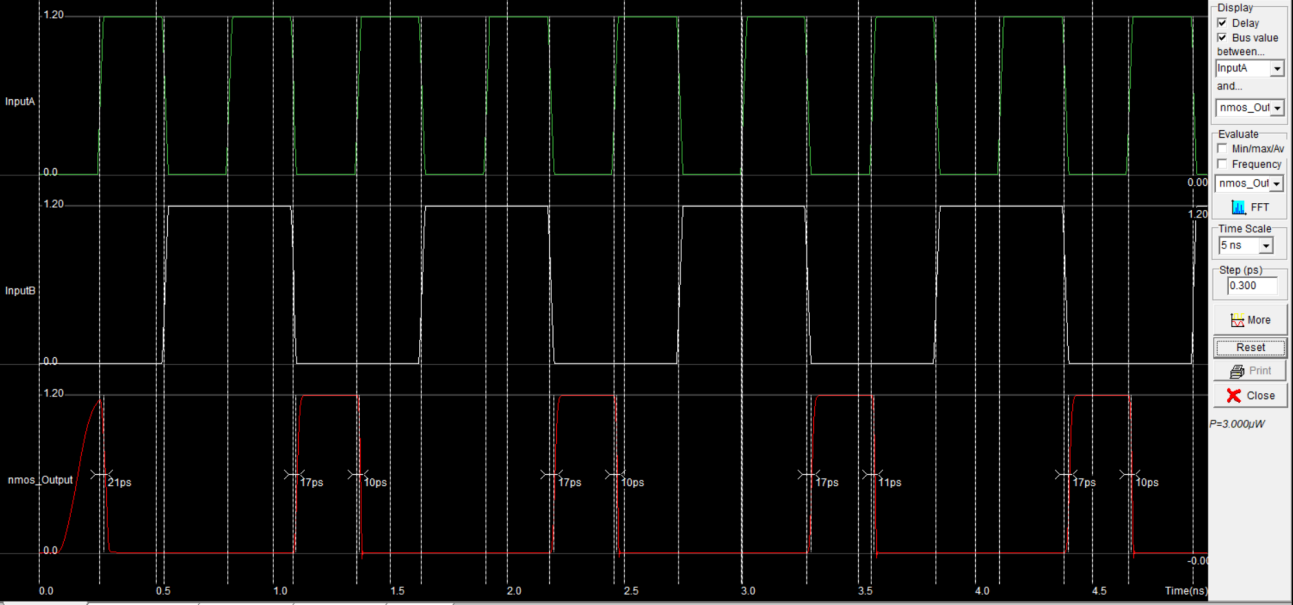 1.20
InputA
0.0
0.00
1.20
1.20
InputB
0.0
1.20
nmos_Output
21ps
17ps
10ps
17ps
10ps
17ps
11ps
17ps
10ps
0.0
-0.00
0.0
0.5
1.0
1.5
2.0
2.5
3.0
3.5
4.0
4.5
Time(ns)
Display
Delay
Bus value
between...
InputA
and...
nmos_Out
Evaluate
Min/max/Av
Frequency
nmos_Out
FFT
Time Scale
5 ns
Step (ps)
0.300
More
Reset
Print
Close
P=3.000µW